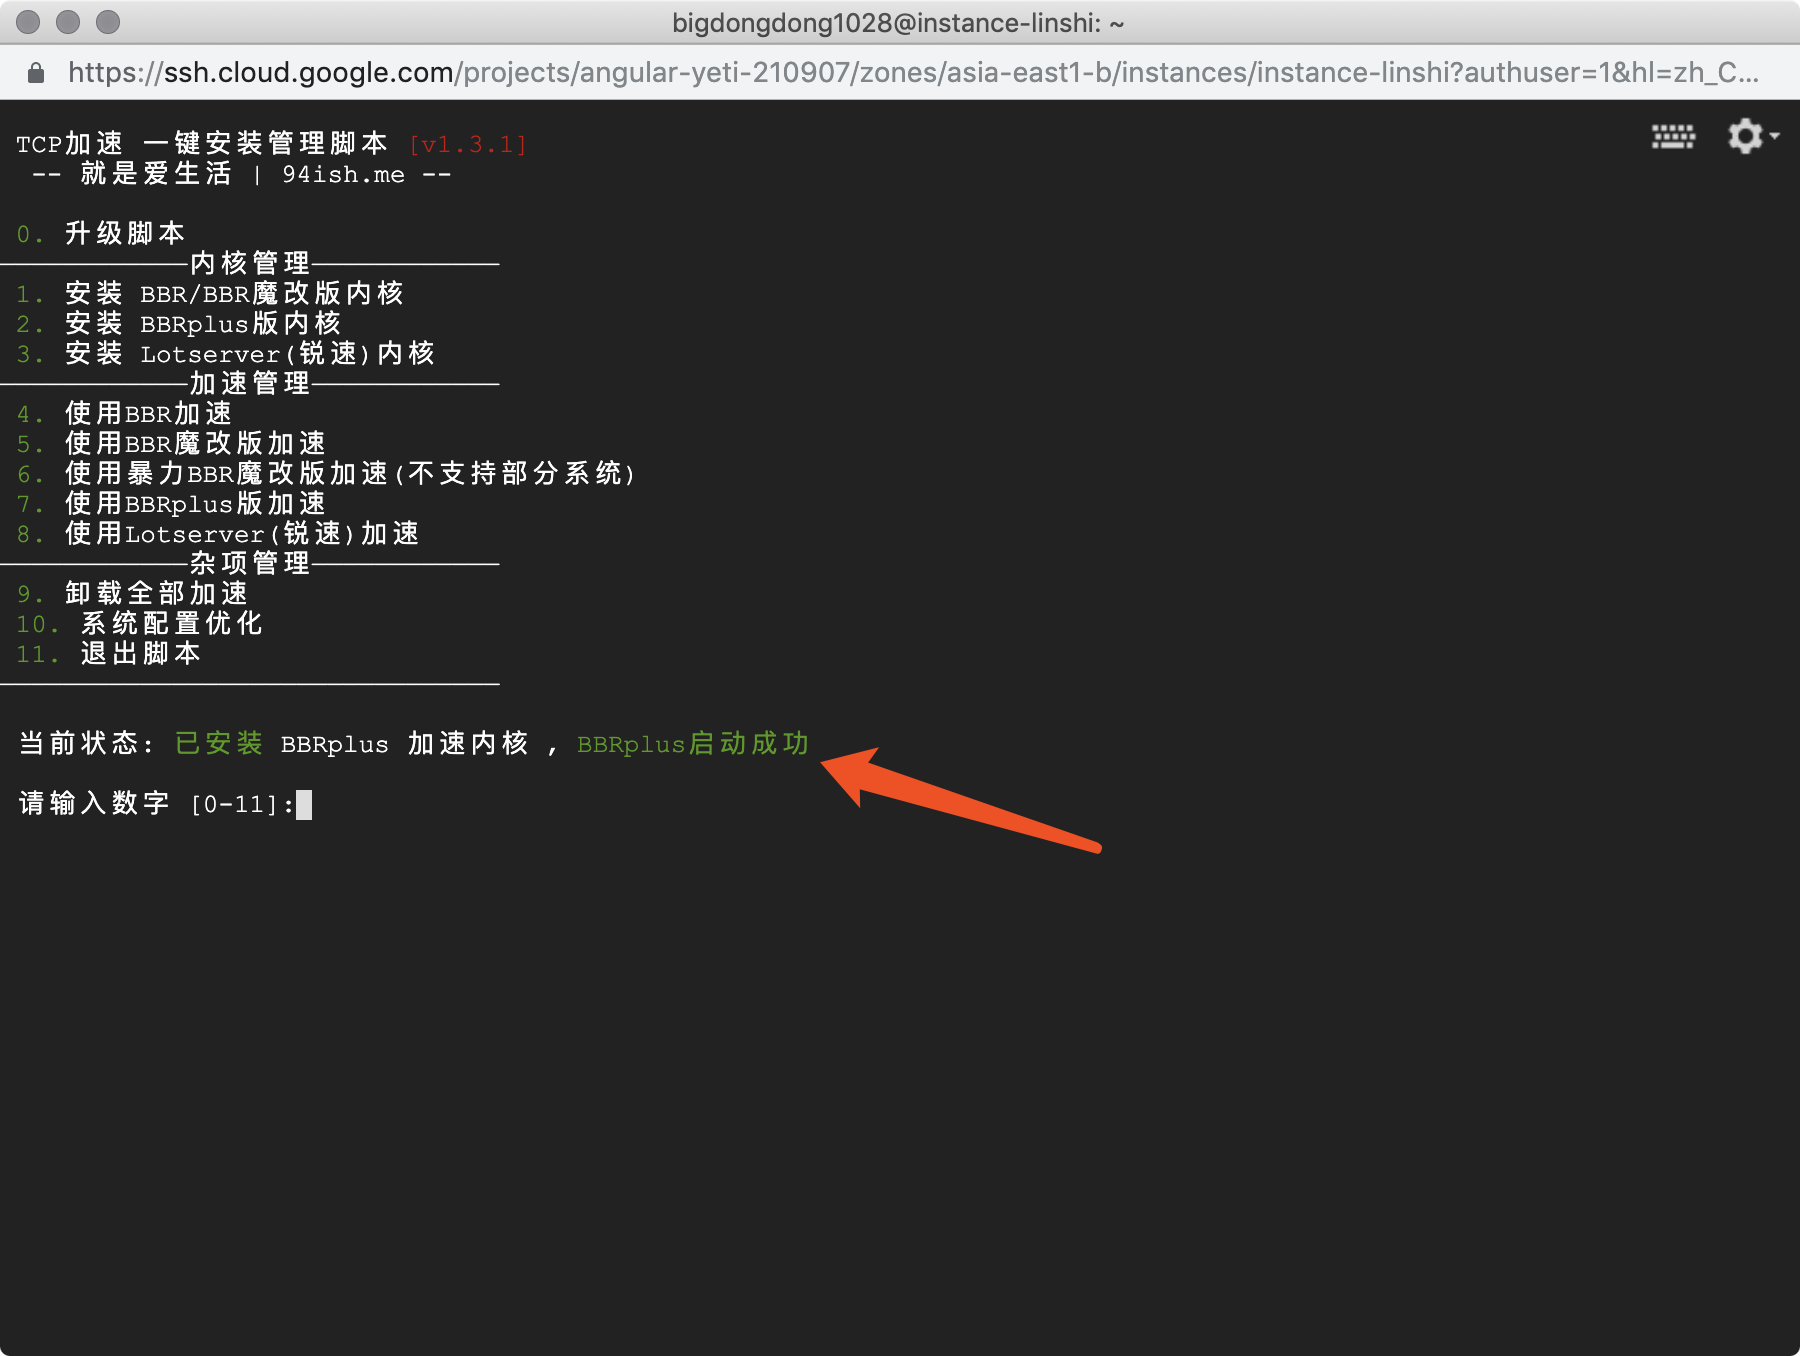 bigdongdong1028@instance-linshi: ~
https://ssh.cloud.google.com/projects/angular-yeti-210907/zones/asia-east1-b/instances/instance-linshi?authuser=1&hl=zh_C...
TCP加速 一键安装管理脚本 [v1.3.1]
-- 就是爱生活 | 94ish.me --
0. 升级脚本
————————————内核管理————————————
1. 安装 BBR/BBR魔改版内核
2. 安装 BBRplus版内核
3. 安装 Lotserver(锐速)内核
————————————加速管理————————————
4. 使用BBR加速
5. 使用BBR魔改版加速
6. 使用暴力BBR魔改版加速(不支持部分系统)
7. 使用BBRplus版加速
8. 使用Lotserver(锐速)加速
————————————杂项管理————————————
9. 卸载全部加速
10. 系统配置优化
11. 退出脚本
————————————————————————————————
当前状态: 已安装 BBRplus 加速内核 , BBRplus启动成功
请输入数字 [0-11]: